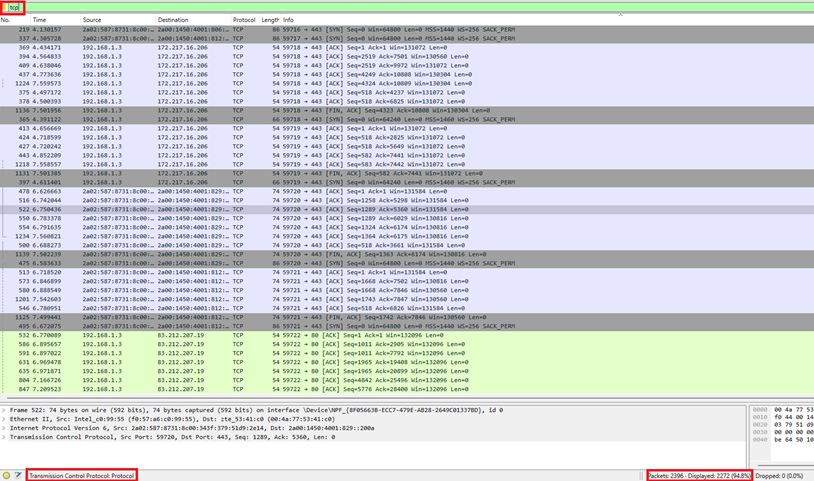 tcp
No. Time Source Destination Protocol Length Info
219 4.130157 2a02:587:8731:8c00:… 2a00:1450:4001:806:… TCP 86 59716 → 443 [SYN] Seq=0 Win=64800 Len=0 MSS=1440 WS=256 SACK_PERM
337 4.305728 2a02:587:8731:8c00:… 2a00:1450:4001:812:… TCP 86 59717 → 443 [SYN] Seq=0 Win=64800 Len=0 MSS=1440 WS=256 SACK_PERM
369 4.434171 192.168.1.3 172.217.16.206 TCP 54 59718 → 443 [ACK] Seq=1 Ack=1 Win=131072 Len=0
394 4.564833 192.168.1.3 172.217.16.206 TCP 54 59718 → 443 [ACK] Seq=2519 Ack=7501 Win=130560 Len=0
409 4.638046 192.168.1.3 172.217.16.206 TCP 54 59718 → 443 [ACK] Seq=2519 Ack=9972 Win=131072 Len=0
437 4.773636 192.168.1.3 172.217.16.206 TCP 54 59718 → 443 [ACK] Seq=4249 Ack=10808 Win=130304 Len=0
1224 7.559573 192.168.1.3 172.217.16.206 TCP 54 59718 → 443 [ACK] Seq=4324 Ack=10809 Win=130304 Len=0
375 4.497172 192.168.1.3 172.217.16.206 TCP 54 59718 → 443 [ACK] Seq=518 Ack=4237 Win=131072 Len=0
378 4.500393 192.168.1.3 172.217.16.206 TCP 54 59718 → 443 [ACK] Seq=518 Ack=6825 Win=131072 Len=0
1136 7.501956 192.168.1.3 172.217.16.206 TCP 54 59718 → 443 [FIN, ACK] Seq=4323 Ack=10808 Win=130304 Len=0
365 4.391122 192.168.1.3 172.217.16.206 TCP 66 59718 → 443 [SYN] Seq=0 Win=64240 Len=0 MSS=1460 WS=256 SACK_PERM
413 4.656669 192.168.1.3 172.217.16.206 TCP 54 59719 → 443 [ACK] Seq=1 Ack=1 Win=131072 Len=0
424 4.718599 192.168.1.3 172.217.16.206 TCP 54 59719 → 443 [ACK] Seq=518 Ack=2825 Win=131072 Len=0
427 4.720242 192.168.1.3 172.217.16.206 TCP 54 59719 → 443 [ACK] Seq=518 Ack=5649 Win=131072 Len=0
443 4.852209 192.168.1.3 172.217.16.206 TCP 54 59719 → 443 [ACK] Seq=582 Ack=7441 Win=131072 Len=0
1218 7.558557 192.168.1.3 172.217.16.206 TCP 54 59719 → 443 [ACK] Seq=583 Ack=7442 Win=131072 Len=0
1131 7.501385 192.168.1.3 172.217.16.206 TCP 54 59719 → 443 [FIN, ACK] Seq=582 Ack=7441 Win=131072 Len=0
397 4.611401 192.168.1.3 172.217.16.206 TCP 66 59719 → 443 [SYN] Seq=0 Win=64240 Len=0 MSS=1460 WS=256 SACK_PERM
478 6.626663 2a02:587:8731:8c00:… 2a00:1450:4001:829:… TCP 74 59720 → 443 [ACK] Seq=1 Ack=1 Win=131584 Len=0
516 6.742044 2a02:587:8731:8c00:… 2a00:1450:4001:829:… TCP 74 59720 → 443 [ACK] Seq=1258 Ack=5298 Win=131584 Len=0
522 6.750436 2a02:587:8731:8c00:… 2a00:1450:4001:829:… TCP 74 59720 → 443 [ACK] Seq=1289 Ack=5360 Win=131584 Len=0
550 6.783378 2a02:587:8731:8c00:… 2a00:1450:4001:829:… TCP 74 59720 → 443 [ACK] Seq=1289 Ack=6029 Win=130816 Len=0
554 6.791635 2a02:587:8731:8c00:… 2a00:1450:4001:829:… TCP 74 59720 → 443 [ACK] Seq=1324 Ack=6174 Win=130816 Len=0
1234 7.560821 2a02:587:8731:8c00:… 2a00:1450:4001:829:… TCP 74 59720 → 443 [ACK] Seq=1364 Ack=6175 Win=130816 Len=0
500 6.688273 2a02:587:8731:8c00:… 2a00:1450:4001:829:… TCP 74 59720 → 443 [ACK] Seq=518 Ack=3661 Win=131584 Len=0
1139 7.502239 2a02:587:8731:8c00:… 2a00:1450:4001:829:… TCP 74 59720 → 443 [FIN, ACK] Seq=1363 Ack=6174 Win=130816 Len=0
475 6.583633 2a02:587:8731:8c00:… 2a00:1450:4001:829:… TCP 86 59720 → 443 [SYN] Seq=0 Win=64800 Len=0 MSS=1440 WS=256 SACK_PERM
513 6.718520 2a02:587:8731:8c00:… 2a00:1450:4001:812:… TCP 74 59721 → 443 [ACK] Seq=1 Ack=1 Win=131584 Len=0
573 6.846899 2a02:587:8731:8c00:… 2a00:1450:4001:812:… TCP 74 59721 → 443 [ACK] Seq=1668 Ack=7502 Win=130816 Len=0
580 6.888549 2a02:587:8731:8c00:… 2a00:1450:4001:812:… TCP 74 59721 → 443 [ACK] Seq=1668 Ack=7846 Win=130560 Len=0
1201 7.542603 2a02:587:8731:8c00:… 2a00:1450:4001:812:… TCP 74 59721 → 443 [ACK] Seq=1743 Ack=7847 Win=130560 Len=0
546 6.780951 2a02:587:8731:8c00:… 2a00:1450:4001:812:… TCP 74 59721 → 443 [ACK] Seq=518 Ack=6826 Win=131584 Len=0
1125 7.499441 2a02:587:8731:8c00:… 2a00:1450:4001:812:… TCP 74 59721 → 443 [FIN, ACK] Seq=1742 Ack=7846 Win=130560 Len=0
495 6.672075 2a02:587:8731:8c00:… 2a00:1450:4001:812:… TCP 86 59721 → 443 [SYN] Seq=0 Win=64800 Len=0 MSS=1440 WS=256 SACK_PERM
532 6.770089 192.168.1.3 83.212.207.19 TCP 54 59722 → 80 [ACK] Seq=1 Ack=1 Win=132096 Len=0
586 6.895657 192.168.1.3 83.212.207.19 TCP 54 59722 → 80 [ACK] Seq=1011 Ack=2905 Win=132096 Len=0
591 6.897022 192.168.1.3 83.212.207.19 TCP 54 59722 → 80 [ACK] Seq=1011 Ack=7792 Win=132096 Len=0
631 6.969478 192.168.1.3 83.212.207.19 TCP 54 59722 → 80 [ACK] Seq=1965 Ack=19408 Win=132096 Len=0
635 6.971871 192.168.1.3 83.212.207.19 TCP 54 59722 → 80 [ACK] Seq=1965 Ack=20899 Win=132096 Len=0
804 7.166726 192.168.1.3 83.212.207.19 TCP 54 59722 → 80 [ACK] Seq=4842 Ack=25496 Win=132096 Len=0
847 7.209523 192.168.1.3 83.212.207.19 TCP 54 59722 → 80 [ACK] Seq=5776 Ack=28400 Win=132096 Len=0
Frame 522: 74 bytes on wire (592 bits), 74 bytes captured (592 bits) on interface \Device\NPF_{8F05663B-ECC7-479E-AB28-2649C01337BD}, id 0
Ethernet II, Src: Intel_c0:99:55 (f0:57:a6:c0:99:55), Dst: zte_53:41:c0 (00:4a:77:53:41:c0)
Internet Protocol Version 6, Src: 2a02:587:8731:8c00:343f:379:51d9:2e14, Dst: 2a00:1450:4001:829::200a
Transmission Control Protocol, Src Port: 59720, Dst Port: 443, Seq: 1289, Ack: 5360, Len: 0
0000 00 4a 77 53
0010 f0 44 00 14
0020 03 79 51 d9
0030 00 00 00 00
0040 be 64 50 10
Transmission Control Protocol: Protocol
Packets: 2396 · Displayed: 2272 (94.8%)
Dropped: 0 (0.0%)